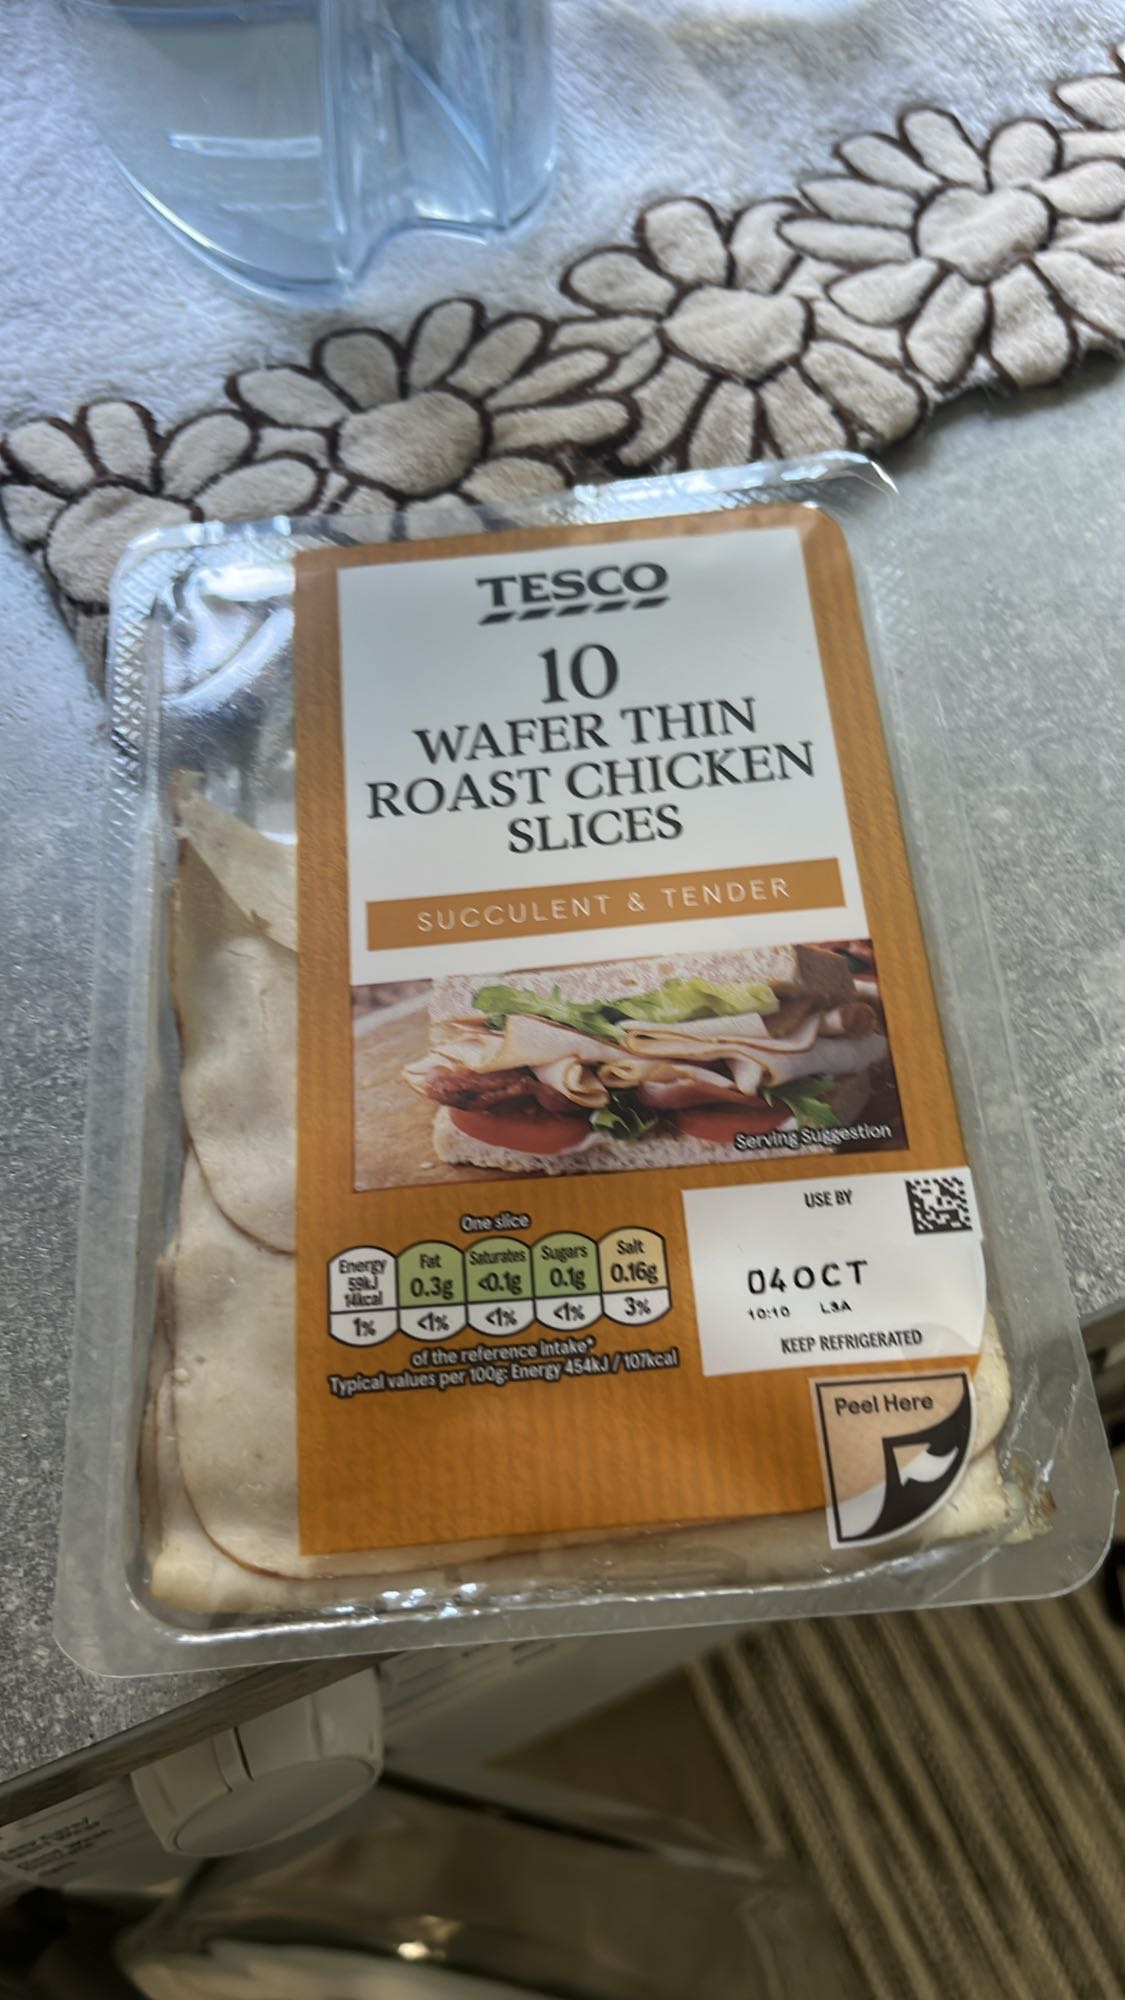 TESCO
10
WAFER THIN
ROAST CHICKEN
SLICES
SUCCULENT & TENDER
Serving Suggestion
One slice
Energy
59kJ
14kcal
1%
Fat
0.3g
<1%
Saturates
<0.1g
<1%
Sugars
0.1g
<1%
Salt
0.16g
3%
of the reference intake*
Typical values per 100g: Energy 454kJ / 107kcal
USE BY
04 OCT
10:10 L3A
KEEP REFRIGERATED
Peel Here